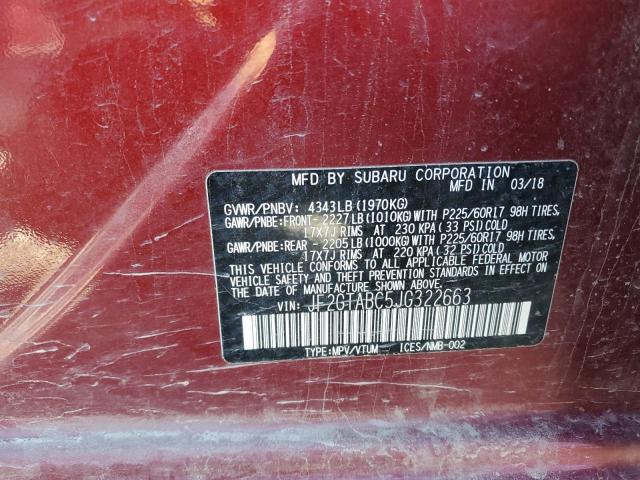 MFD BY SUBARU CORPORATION
MFD IN 03/18
GVWR/PNBV: 4343LB (1970KG)
GAWR/PNBE:FRONT-2227LB(1010KG)WITH P225/60R17 98H TIRES,
17X7J RIMS AT 230 KPA(33 PSI)COLD
GAWR/PNBE:REAR -2205LB(1000KG)WITH P225/60R17 98H TIRES,
17X7J RIMS AT 220 KPA(32 PSI)COLD
THIS VEHICLE CONFORMS TO ALL APPLICABLE FEDERAL MOTOR
VEHICLE SAFETY STANDARDS IN EFFECT ON THE
DATE OF MANUFACTURE SHOWN ABOVE.
VIN: JF2GTABC5JG322663
TYPE:MPV/VTUM ICES/NMB-002